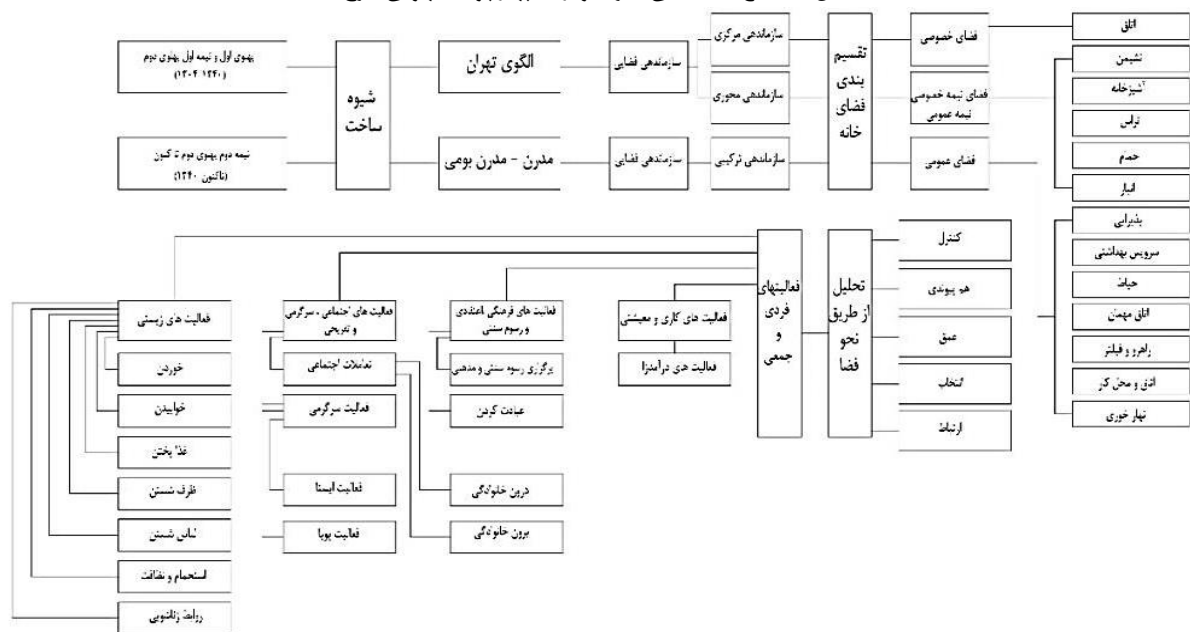 پهلوی اول و نیمه اول پهلوی دوم
(۱۳۰۴-۱۳۴۰)
نیمه دوم پهلوی دوم تا کنون
(۱۳۴۰ تاکنون)
شیوه
ساخت
الگوی تهران
مدرن - مدرن بومی
سازماندهی فضایی
سازماندهی فضایی
سازماندهی مرکزی
سازماندهی محوری
سازماندهی ترکیبی
تقسیم
بندی
فضای
خانه
فضای خصوصی
فضای نیمه خصوصی
نیمه عمومی
فضای عمومی
اتاق
نشیمن
آشپزخانه
تراس
حمام
انبار
پذیرایی
سرویس بهداشتی
حیاط
اتاق مهمان
راهرو و فیلتر
اتاق و محل کار
نهار خوری
کنترل
هم پیوندی
عمق
انتخاب
ارتباط
تحلیل
از طریق
نحو
فضا
فعالیتهای
فردی
و
جمعی
فعالیت های کاری و معیشتی
فعالیت های درآمدزا
فعالیت های فرهنگی ،اعتقادی
و رسوم سنتی
برگزاری رسوم سنتی و مذهبی
عبادت کردن
فعالیت های اجتماعی ، سرگرمی
و تفریحی
تعاملات اجتماعی
فعالیت سرگرمی
فعالیت ایستا
فعالیت پویا
درون خانوادگی
برون خانوادگی
فعالیت های زیستی
خوردن
خوابیدن
غذا پختن
ظرف شستن
لباس شستن
استحمام و نظافت
روابط زناشویی